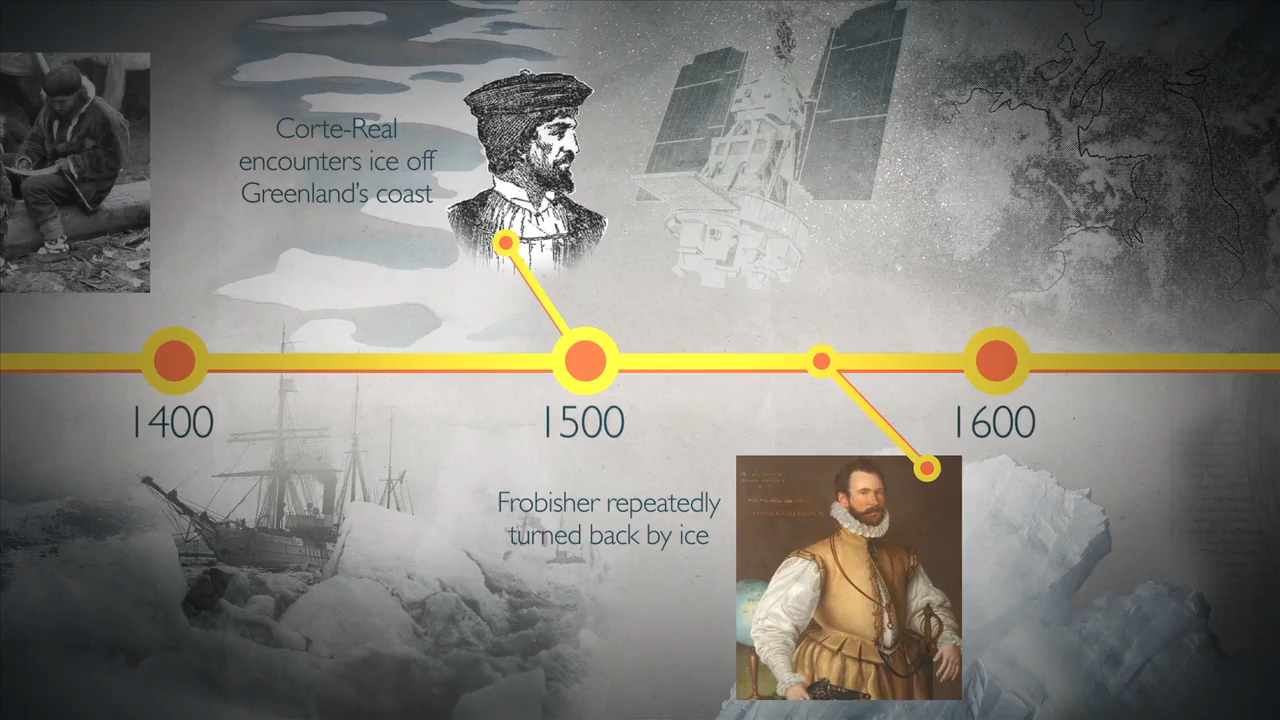 Corte-Real
encounters ice off
Greenland's coast
1400
1500
1600
Frobisher repeatedly
turned back by ice